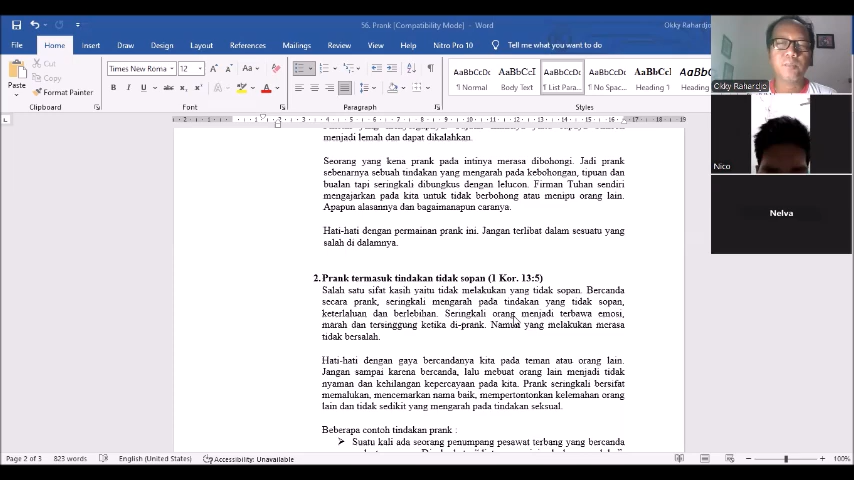 56. Prank [Compatibility Mode] - Word
Okky Rahardjo
File Home Insert Draw Design Layout References Mailings Review View Help Nitro Pro 10 Tell me what you want to do
Paste
Cut
Copy
Format Painter
Clipboard
Times New Roma 12
Font
Paragraph
AaBbCcDc ¶ Normal
AaBbCcI Body Text
AaBbCcDc ¶ List Para...
AaBbCcDc ¶ No Spac...
AaBbCcl Heading 1
AaBbC
Styles
Okky Rahardjo
Nico
Nelva
menjadi lemah dan dapat dikalahkan.
Seorang yang kena prank pada intinya merasa dibohongi. Jadi prank
sebenarnya sebuah tindakan yang mengarah pada kebohongan, tipuan dan
bualan tapi seringkali dibungkus dengan lelucon. Firman Tuhan sendiri
mengajarkan pada kita untuk tidak berbohong atau menipu orang lain.
Apapun alasannya dan bagaimanapun caranya.
Hati-hati dengan permainan prank ini. Jangan terlibat dalam sesuatu yang
salah di dalamnya.
2. Prank termasuk tindakan tidak sopan (1 Kor. 13:5)
Salah satu sifat kasih yaitu tidak melakukan yang tidak sopan. Bercanda
secara prank, seringkali mengarah pada tindakan yang tidak sopan,
keterlaluan dan berlebihan. Seringkali orang menjadi terbawa emosi,
marah dan tersinggung ketika di-prank. Namun yang melakukan merasa
tidak bersalah.
Hati-hati dengan gaya bercandanya kita pada teman atau orang lain.
Jangan sampai karena bercanda, lalu mebuat orang lain menjadi tidak
nyaman dan kehilangan kepercayaan pada kita. Prank seringkali bersifat
memalukan, mencemarkan nama baik, mempertontonkan kelemahan orang
lain dan tidak sedikit yang mengarah pada tindakan seksual.
Beberapa contoh tindakan prank :
Suatu kali ada seorang penumpang pesawat terbang yang bercanda
Page 2 of 3 823 words English (United States) Accessibility: Unavailable 100%